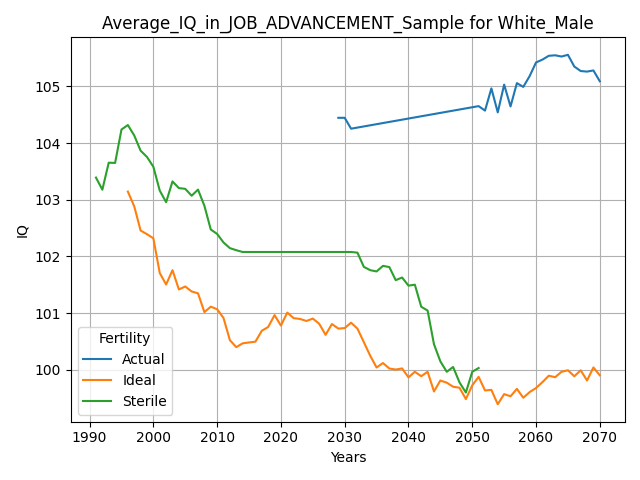 Average_IQ_in_JOB_ADVANCEMENT_Sample for White_Male
105
104
103
102
101
100
IQ
Fertility
Actual
Ideal
Sterile
1990 2000 2010 2020 2030 2040 2050 2060 2070
Years